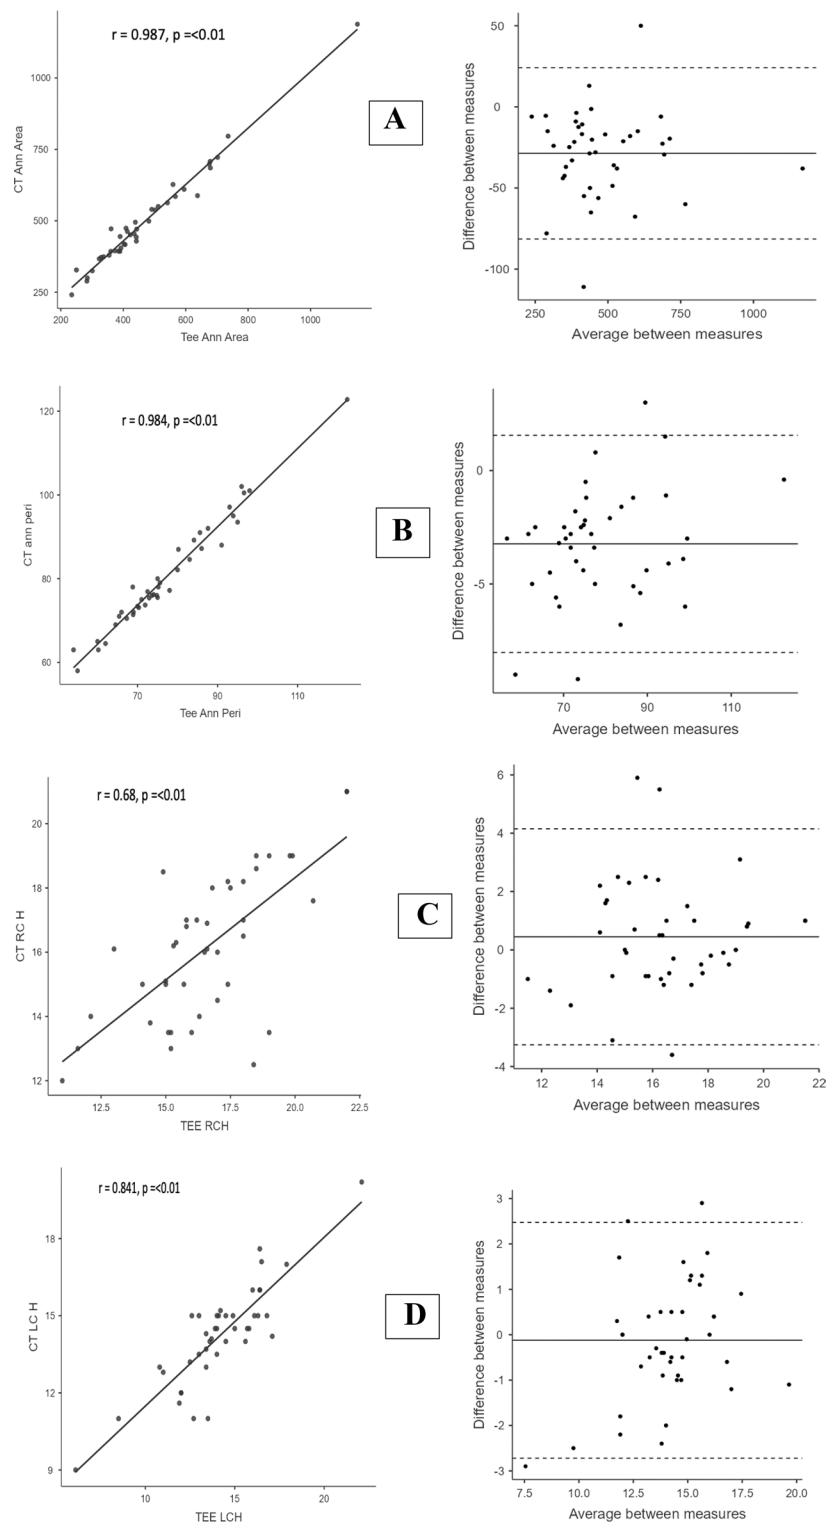 r = 0.987, p =<0.01
CT Ann Area
1000
750
500
250
200 400 600 800 1000
Tee Ann Area
A
Difference between measures
50
0
-50
-100
250 500 750 1000
Average between measures
r = 0.984, p =<0.01
CT ann peri
120
100
80
60
70 90 110
Tee Ann Peri
B
Difference between measures
0
-5
70 90 110
Average between measures
r = 0.68, p =<0.01
CT RC H
20
18
16
14
12
12.5 15.0 17.5 20.0 22.5
TEE RCH
C
Difference between measures
6
4
2
0
-2
-4
12 14 16 18 20 22
Average between measures
r = 0.841, p =<0.01
CT LC H
18
15
12
9
10 15 20
TEE LCH
D
Difference between measures
3
2
1
0
-1
-2
-3
7.5 10.0 12.5 15.0 17.5 20.0
Average between measures